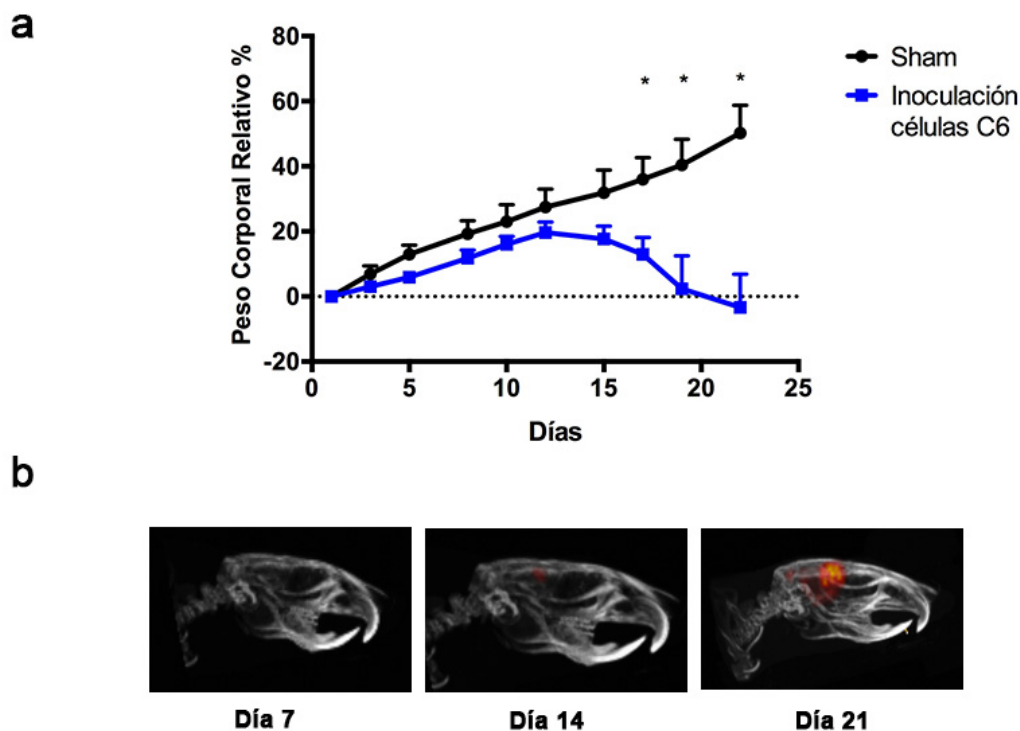 a
Peso Corporal Relativo %
80
60
40
20
0
-20
* * *
0 5 10 15 20 25
Días
Sham
Inoculación
células C6
b
Día 7 Día 14 Día 21